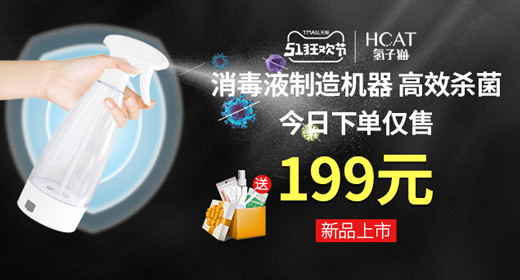 TMALL天猫
51狂欢节
HCAT
氢子猫
消毒液制造机器 高效杀菌
今日下单仅售
送
199元
新品上市